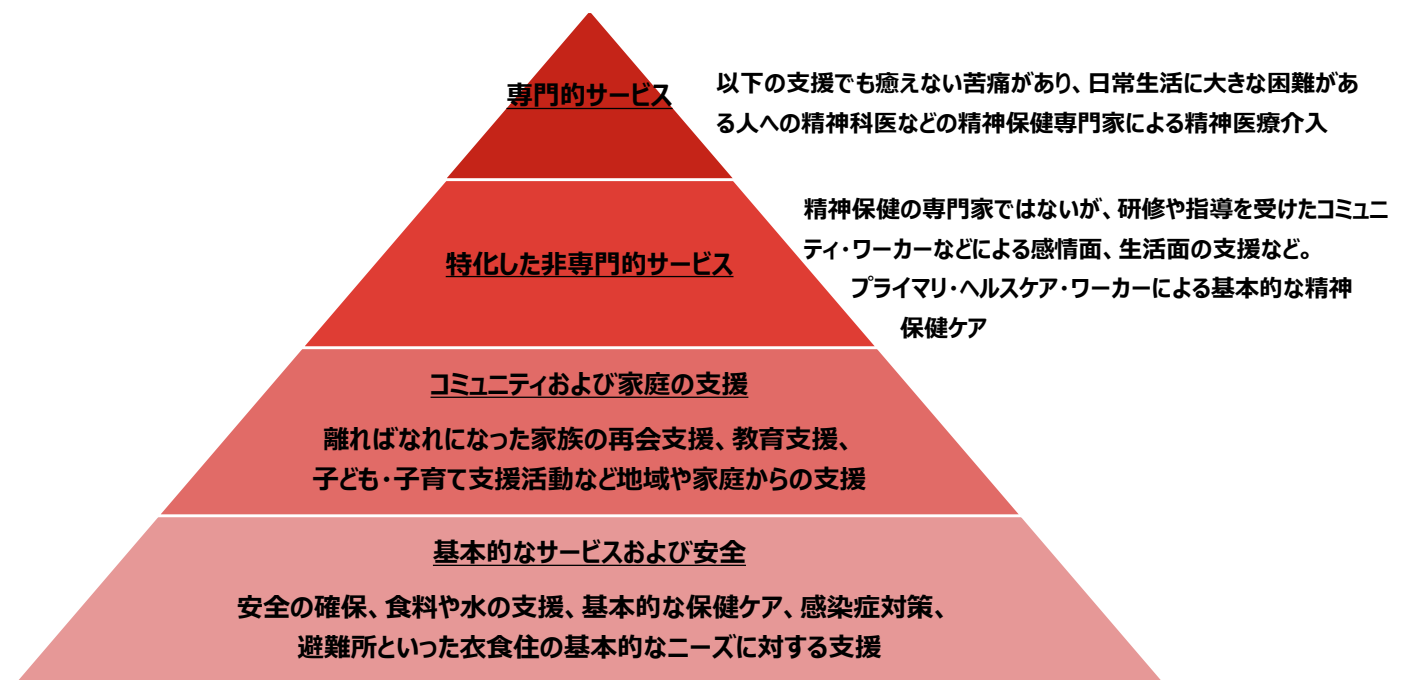 専門的サービス
以下の支援でも癒えない苦痛があり、日常生活に大きな困難があ
る人への精神科医などの精神保健専門家による精神医療介入
特化した非専門的サービス
精神保健の専門家ではないが、研修や指導を受けたコミュニ
ティ・ワーカーなどによる感情面、生活面の支援など。
プライマリ・ヘルスケア・ワーカーによる基本的な精神
保健ケア
コミュニティおよび家庭の支援
離ればなれになった家族の再会支援、教育支援、
子ども・子育て支援活動など地域や家庭からの支援
基本的なサービスおよび安全
安全の確保、食料や水の支援、基本的な保健ケア、感染症対策、
避難所といった衣食住の基本的なニーズに対する支援